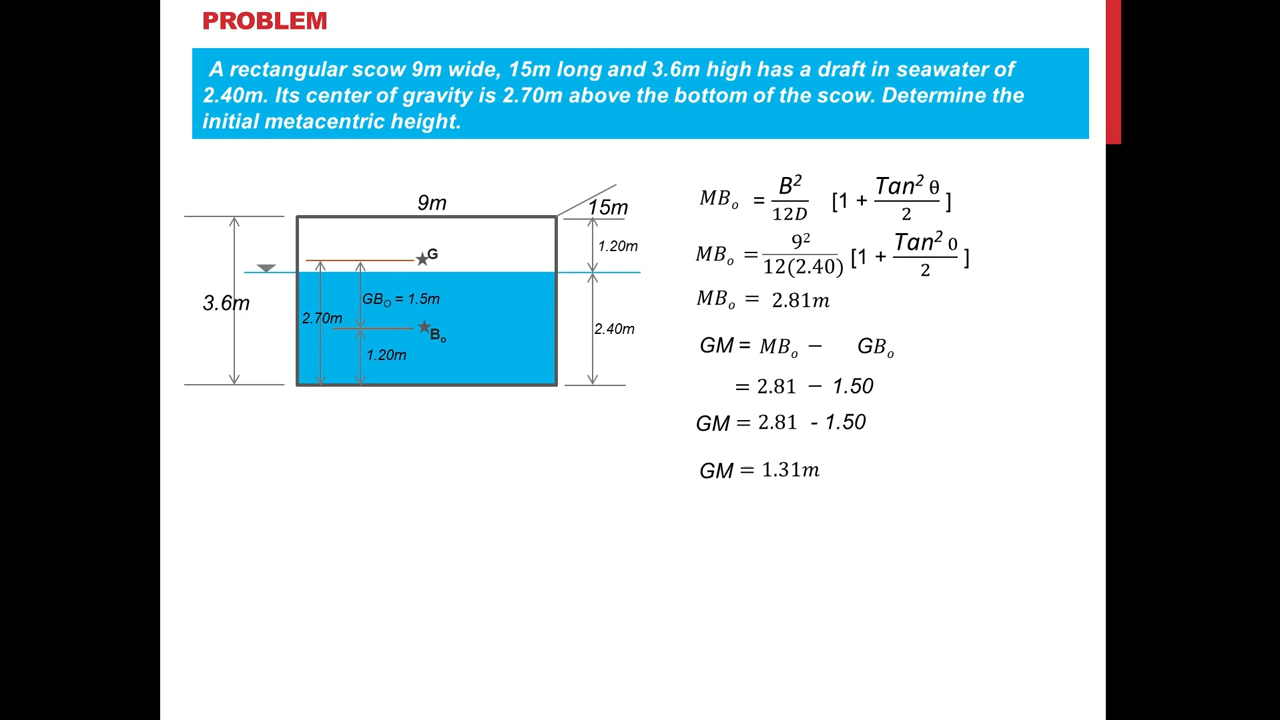 PROBLEM
A rectangular scow 9m wide, 15m long and 3.6m high has a draft in seawater of
2.40m. Its center of gravity is 2.70m above the bottom of the scow. Determine the
initial metacentric height.
9m
15m
1.20m
G
3.6m
GBO = 1.5m
2.70m
Bo
2.40m
1.20m
MBo = B²/12D [1 + Tan² θ/2]
MBo = 9²/12(2.40) [1 + Tan² 0/2]
MBo = 2.81m
GM = MBo − GBo
= 2.81 − 1.50
GM = 2.81 - 1.50
GM = 1.31m